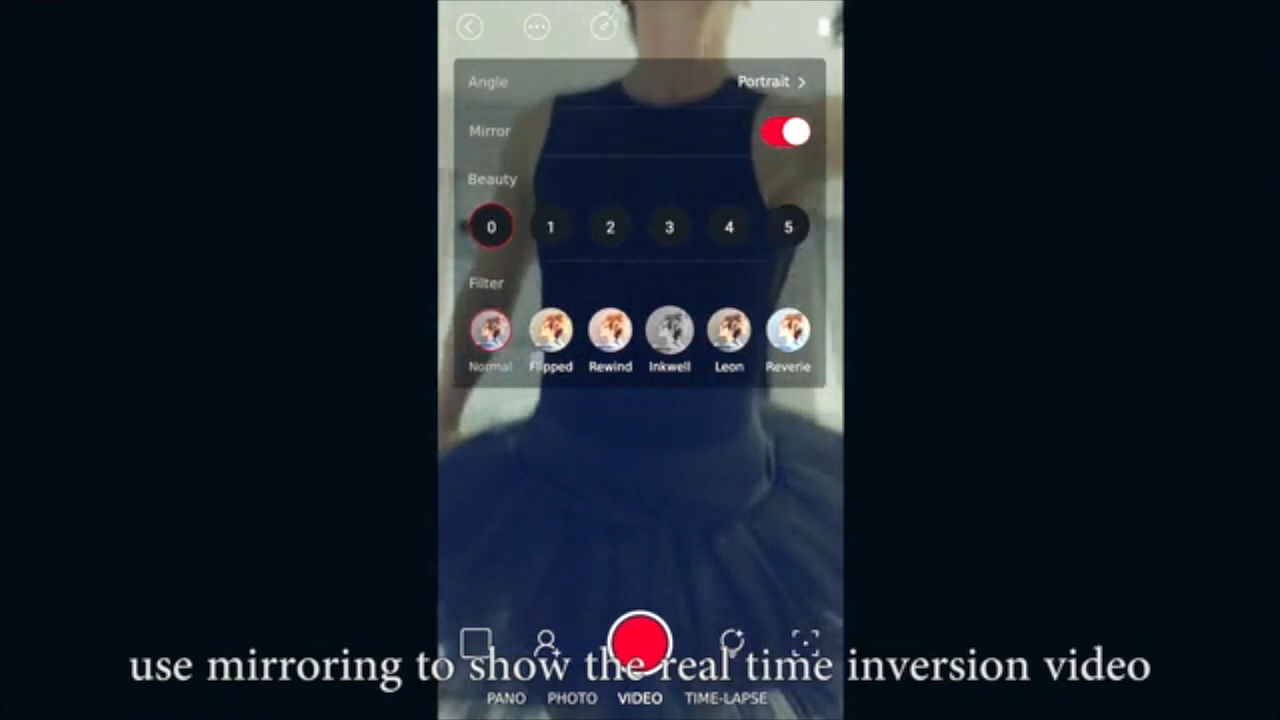 Angle
Portrait >
Mirror
Beauty
0 1 2 3 4 5
Filter
Normal Flipped Rewind Inkwell Leon Reverie
use mirroring to show the real time inversion video
PANO PHOTO VIDEO TIME-LAPSE